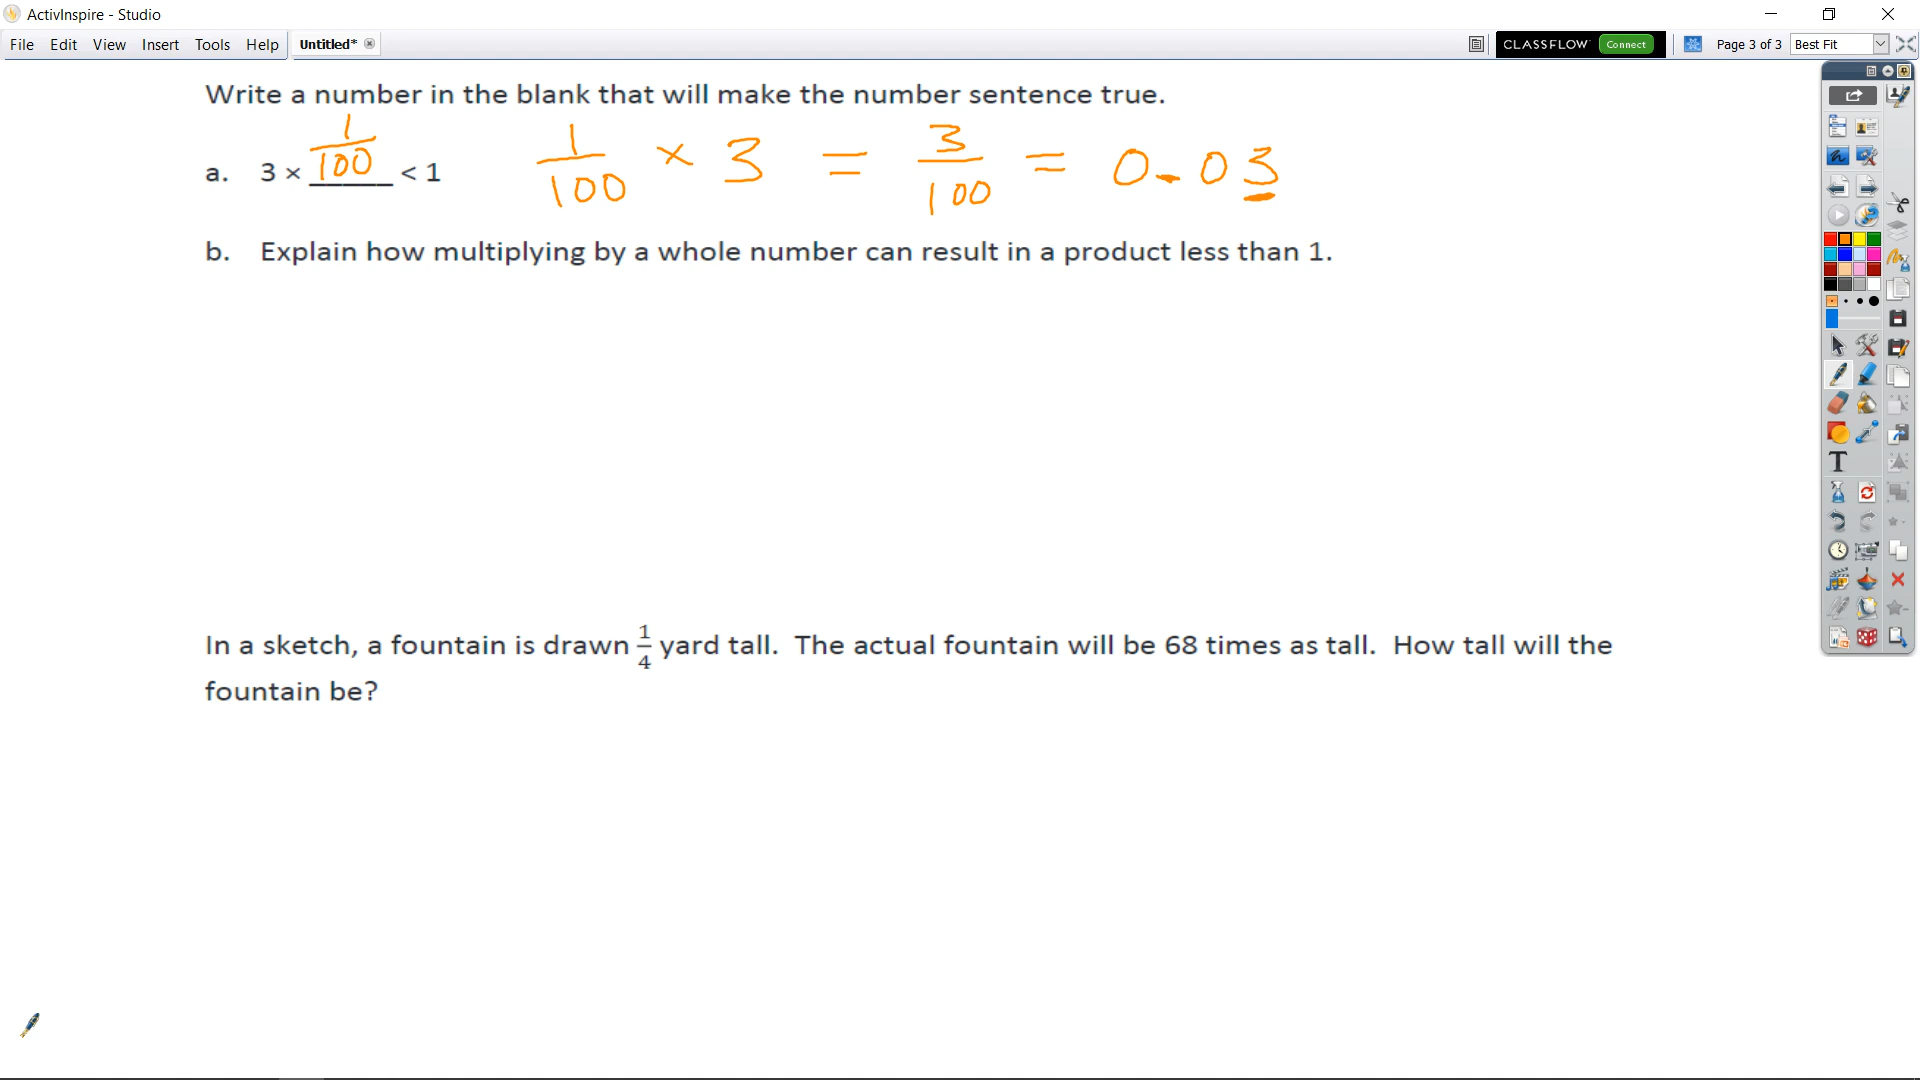 ActivInspire - Studio
File Edit View Insert Tools Help Untitled* CLASSFLOW Connect Page 3 of 3 Best Fit
Write a number in the blank that will make the number sentence true.
a. 3 × 1/100 < 1 1/100 × 3 = 3/100 = 0.03
b. Explain how multiplying by a whole number can result in a product less than 1.
In a sketch, a fountain is drawn 1/4 yard tall. The actual fountain will be 68 times as tall. How tall will the
fountain be?